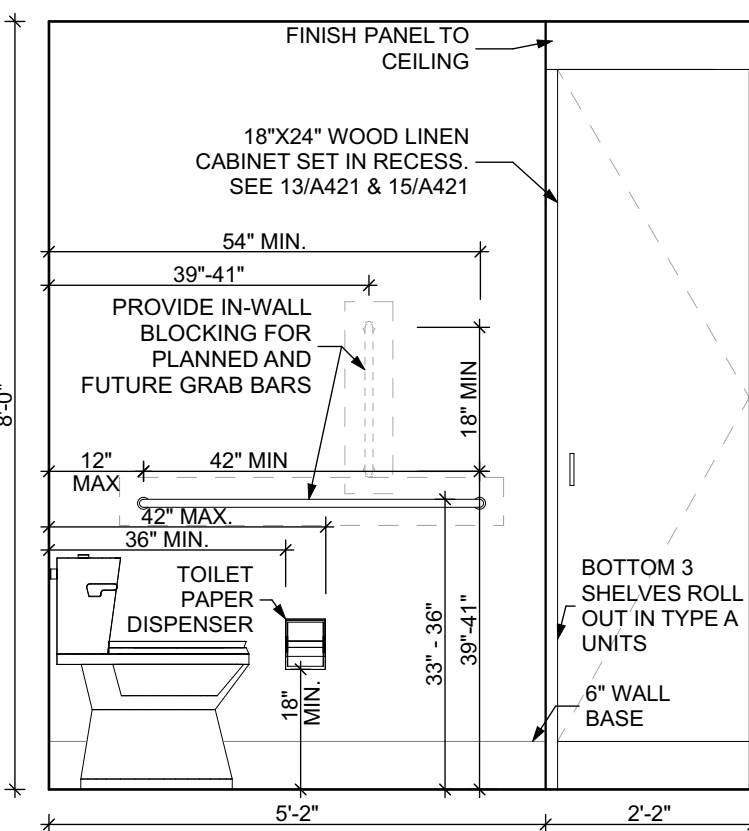 FINISH PANEL TO
CEILING
18"X24" WOOD LINEN
CABINET SET IN RECESS.
SEE 13/A421 & 15/A421
54" MIN.
39"-41"
PROVIDE IN-WALL
BLOCKING FOR
PLANNED AND
FUTURE GRAB BARS
8'-0"
18" MIN
12"
MAX
42" MIN
42" MAX.
36" MIN.
TOILET
PAPER
DISPENSER
18"
MIN.
33" - 36"
39"-41"
BOTTOM 3
SHELVES ROLL
OUT IN TYPE A
UNITS
6" WALL
BASE
5'-2"
2'-2"